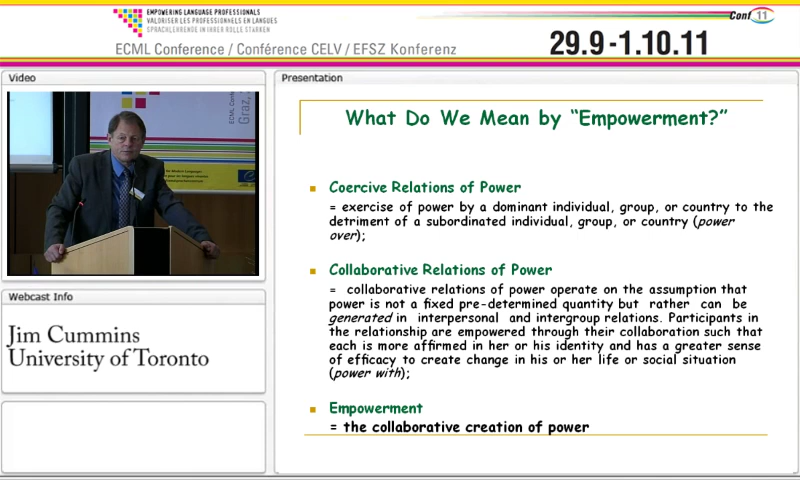 EMPOWERING LANGUAGE PROFESSIONALS
VALORISER LES PROFESSIONNELS EN LANGUES
SPRACHLEHRENDE IN IHRER ROLLE STÄRKEN
ECML Conference / Conférence CELV / EFSZ Konferenz
29.9-1.10.11
Conf 11
Video
Graz,
Webcast Info
Jim Cummins
University of Toronto
Presentation
What Do We Mean by “Empowerment?”
Coercive Relations of Power
= exercise of power by a dominant individual, group, or country to the
detriment of a subordinated individual, group, or country (power
over);
Collaborative Relations of Power
= collaborative relations of power operate on the assumption that
power is not a fixed pre-determined quantity but rather can be
generated in interpersonal and intergroup relations. Participants in
the relationship are empowered through their collaboration such that
each is more affirmed in her or his identity and has a greater sense
of efficacy to create change in his or her life or social situation
(power with);
Empowerment
= the collaborative creation of power